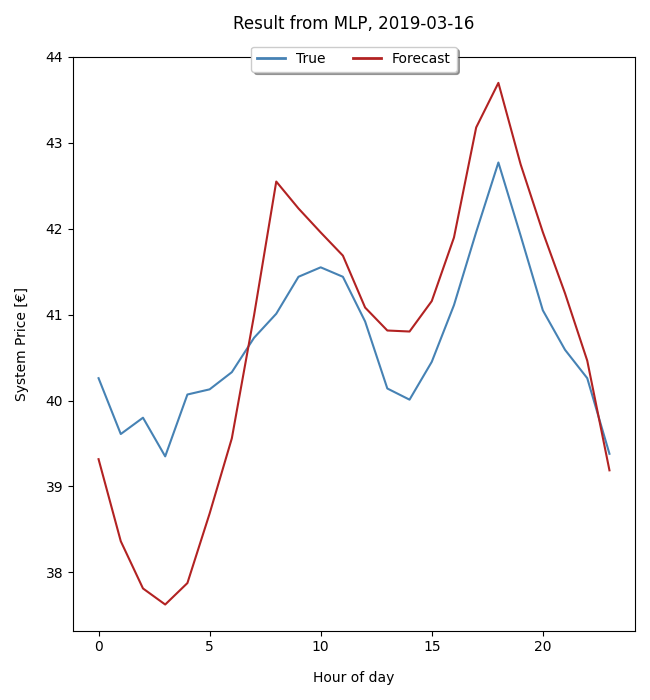 Result from MLP, 2019-03-16
True Forecast
44
43
42
41
40
39
38
System Price [€]
0 5 10 15 20
Hour of day